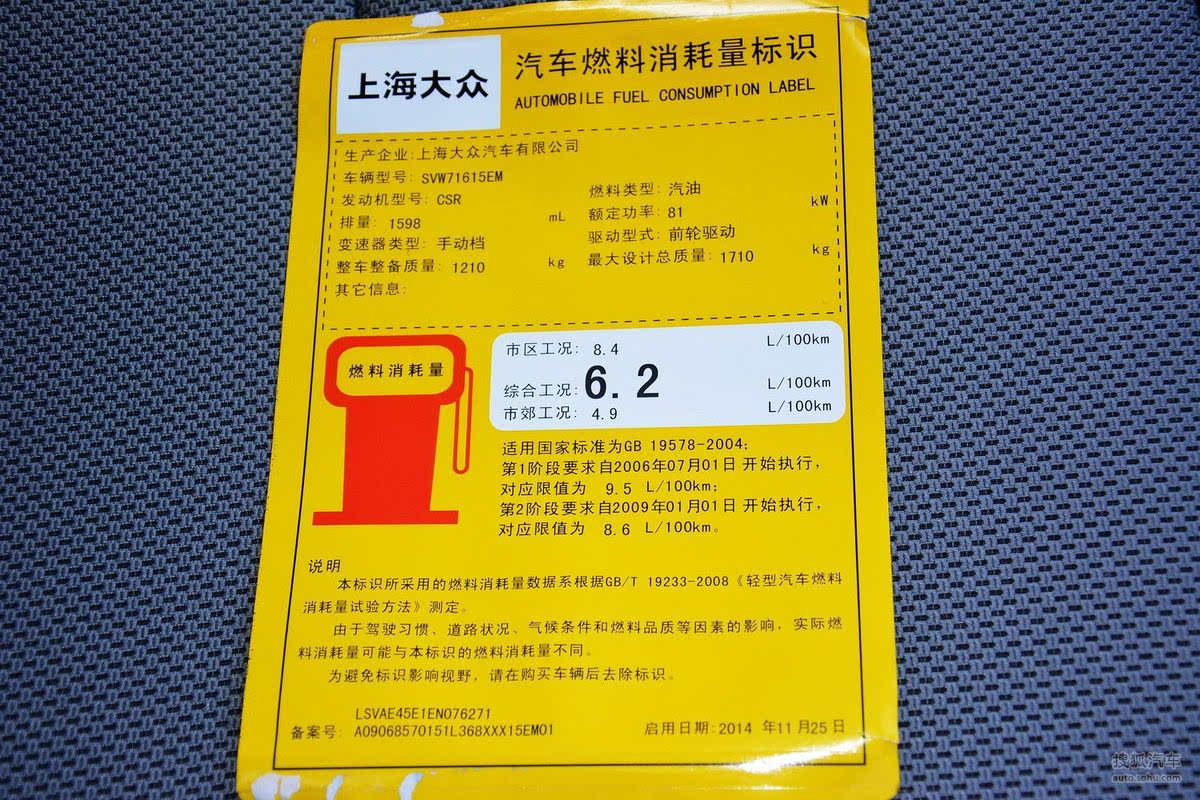 上海大众
汽车燃料消耗量标识
AUTOMOBILE FUEL CONSUMPTION LABEL
生产企业:上海大众汽车有限公司
车辆型号: SVW71615EM
发动机型号: CSR
燃料类型: 汽油
排量: 1598 mL
额定功率: 81 kW
变速器类型: 手动档
驱动型式: 前轮驱动
整车整备质量: 1210 kg
最大设计总质量: 1710 kg
其它信息:
燃料消耗量
市区工况: 8.4 L/100km
综合工况: 6.2 L/100km
市郊工况: 4.9 L/100km
适用国家标准为GB 19578-2004;
第1阶段要求自2006年07月01日 开始执行,
对应限值为 9.5 L/100km;
第2阶段要求自2009年01月01日 开始执行,
对应限值为 8.6 L/100km。
说明
本标识所采用的燃料消耗量数据系根据GB/T 19233-2008《轻型汽车燃料
消耗量试验方法》测定。
由于驾驶习惯、道路状况、气候条件和燃料品质等因素的影响，实际燃
料消耗量可能与本标识的燃料消耗量不同。
为避免标识影响视野，请在购买车辆后去除标识。
LSVAE45E1EN076271
备案号: A09068570151L368XXX15EM01
启用日期:2014 年11月25日
搜狐汽车
auto.sohu.com